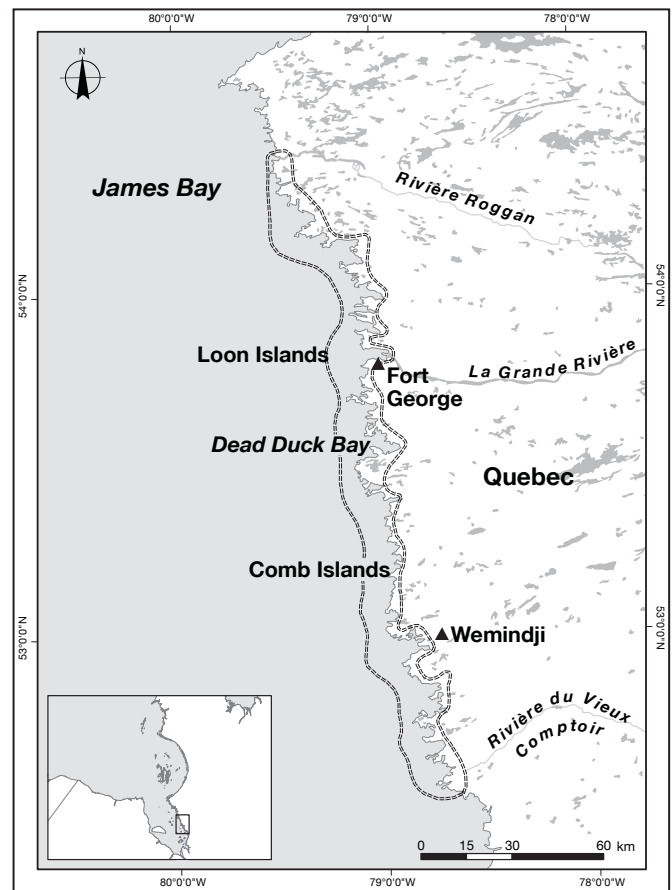 80°0'0"W
79°0'0"W
78°0'0"W
N
James Bay
Rivière Roggan
54°0'0"N
54°0'0"N
Loon Islands
La Grande Rivière
Fort
George
Dead Duck Bay
Quebec
Comb Islands
53°0'0"N
53°0'0"N
Wemindji
Rivière du Vieux
Comptoir
0 15 30 60 km
80°0'0"W
79°0'0"W
78°0'0"W